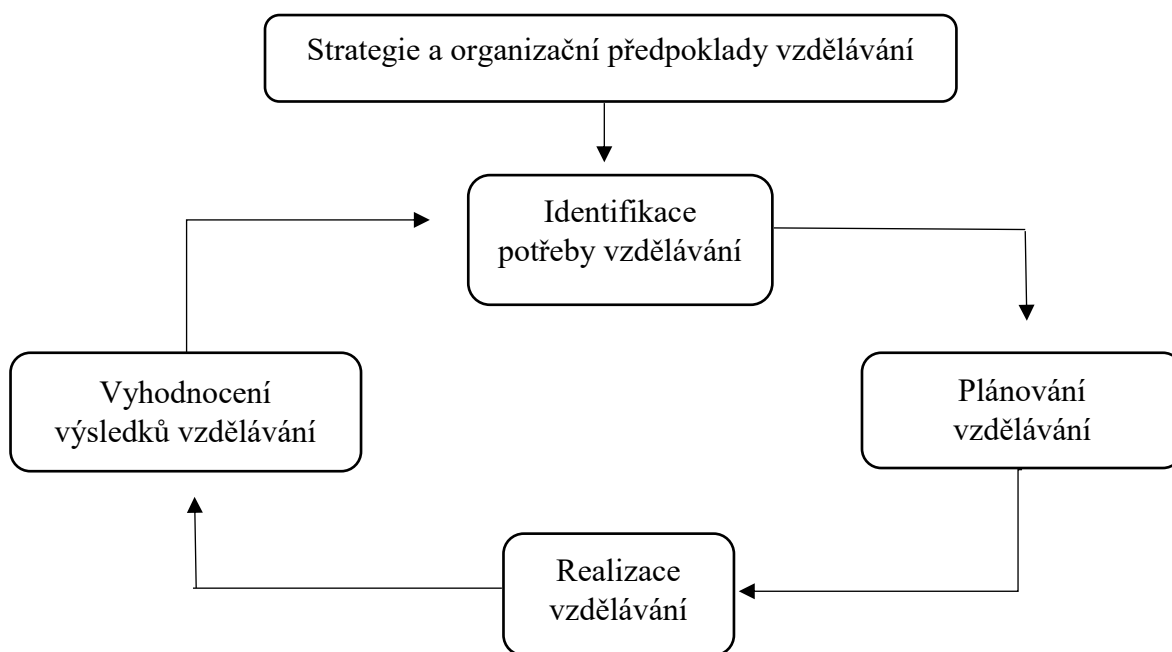 Strategie a organizační předpoklady vzdělávání
Identifikace
potřeby vzdělávání
Plánování
vzdělávání
Realizace
vzdělávání
Vyhodnocení
výsledků vzdělávání